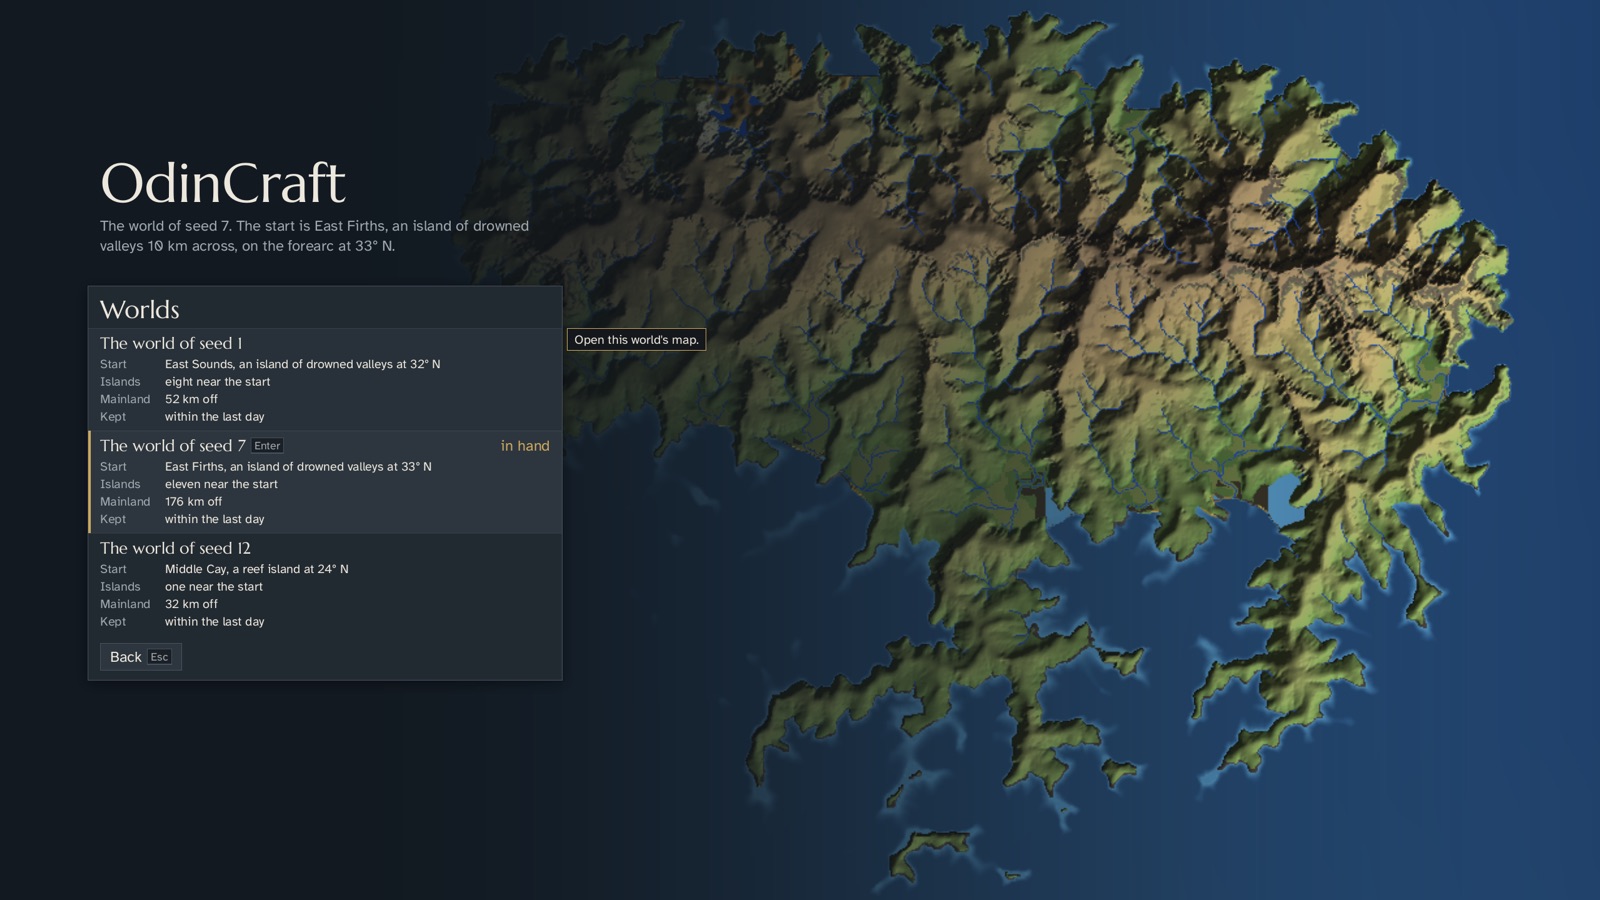 OdinCraft
The world of seed 7. The start is East Firths, an island of drowned
valleys 10 km across, on the forearc at 33° N.
Worlds
The world of seed 1
Start East Sounds, an island of drowned valleys at 32° N
Islands eight near the start
Mainland 52 km off
Kept within the last day
Open this world's map.
The world of seed 7 Enter in hand
Start East Firths, an island of drowned valleys at 33° N
Islands eleven near the start
Mainland 176 km off
Kept within the last day
The world of seed 12
Start Middle Cay, a reef island at 24° N
Islands one near the start
Mainland 32 km off
Kept within the last day
Back Esc